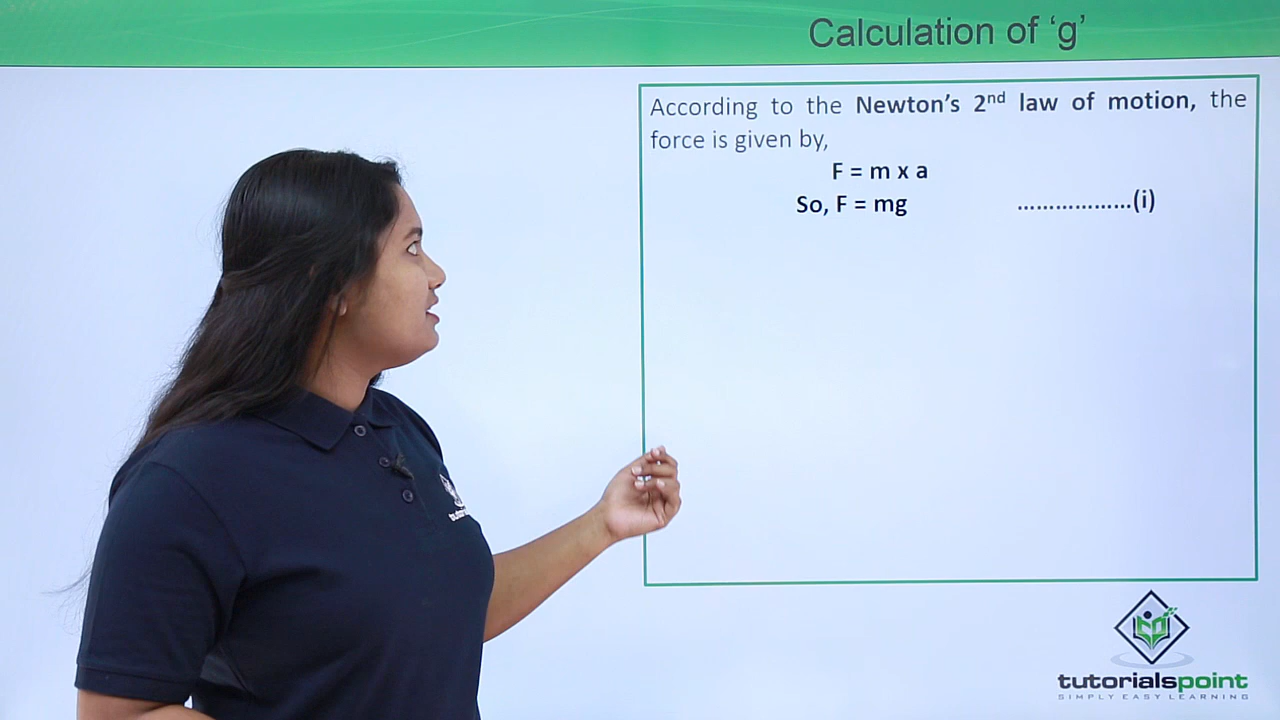 Calculation of ‘g’
According to the Newton’s 2nd law of motion, the
force is given by,
F = m x a
So, F = mg ..................(i)
tutorialspoint
SIMPLY EASY LEARNING